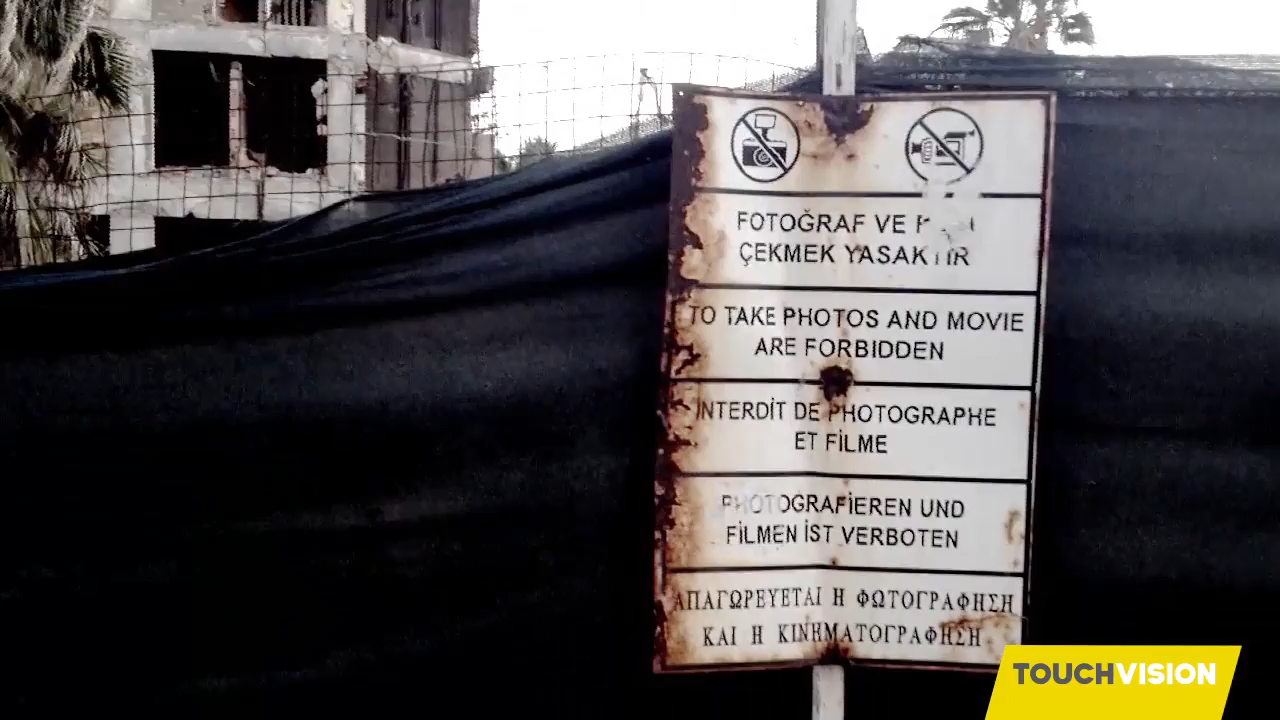 FOTOĞRAF VE
ÇEKMEK YASAKTIR
TO TAKE PHOTOS AND MOVIE
ARE FORBIDDEN
INTERDİT DE PHOTOGRAPHE
ET FİLME
PHOTOGRAFİEREN UND
FİLMEN İST VERBOTEN
ΑΠΑΓΩΡΕΥΕΤΑΙ Η ΦΩΤΟΓΡΑΦΗΣΗ
ΚΑΙ Η ΚΙΝΗΜΑΤΟΓΡΑΦΗΣΗ
TOUCHVISION